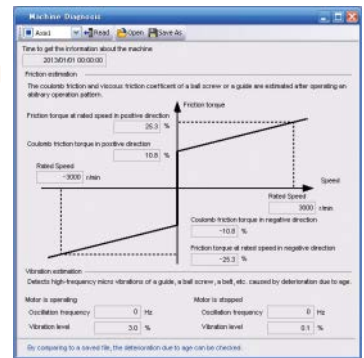 Machine Diagnosis
Axis1 Read Open Save As
Time to get the information about the machine
2013/01/01 00:00:00
Friction estimation
The coulomb friction and viscous friction coefficent of a ball screw or a guide are estimated after operating an
abitrary operation pattern.
Friction torque
Friction torque at rated speed in positive direction
25.3 %
Coulomb friction torque in positive direction
10.8 %
Rated Speed
-3000 r/min
Speed
Rated Speed
3000 r/min
Coulomb friction torque in negative direction
-10.8 %
Friction torque at rated speed in negative direction
-25.3 %
Vibration estimation
Detects high-frequency micro vibrations of a guide, a ball screw, a belt, etc. caused by deterioration due to age.
Motor is operating Motor is stopped
Oscillation frequency 0 Hz Oscillation frequency 0 Hz
Vibration level 3.0 % Vibration level 0.1 %
By comparing to a saved file, the deterioration due to age can be checked.